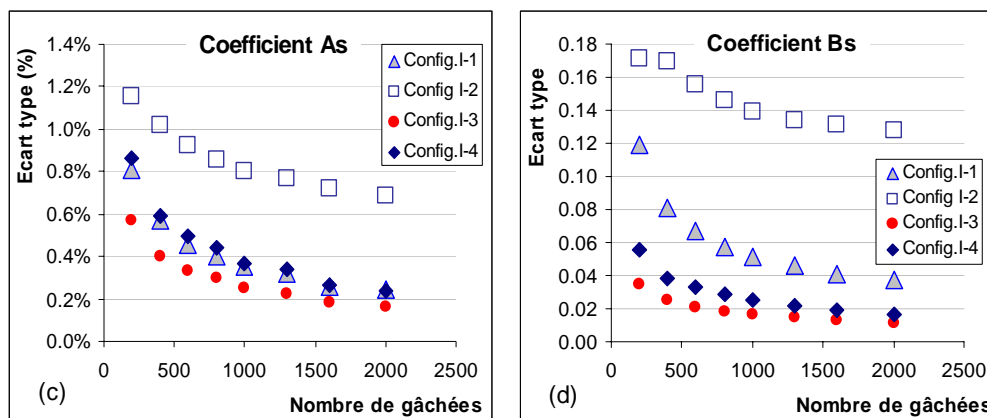 Coefficient As
Ecart type (%)
1.4%
1.2%
1.0%
0.8%
0.6%
0.4%
0.2%
0.0%
0
500
1000
1500
2000
2500
Config.I-1
Config I-2
Config.I-3
Config.I-4
(c)
Nombre de gâchées
Coefficient Bs
Ecart type
0.18
0.16
0.14
0.12
0.10
0.08
0.06
0.04
0.02
0.00
0
500
1000
1500
2000
2500
Config.I-1
Config I-2
Config.I-3
Config.I-4
(d)
Nombre de gâchées